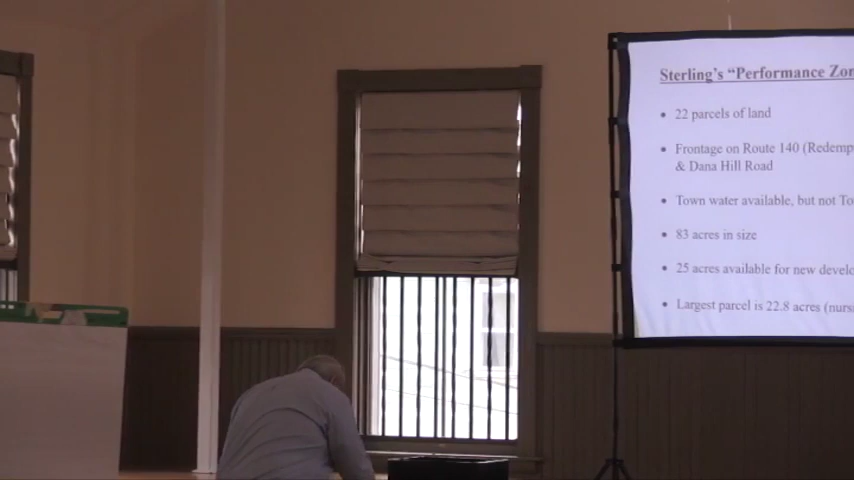 Sterling's "Performance Zon
• 22 parcels of land
• Frontage on Route 140 (Redemp
& Dana Hill Road
• Town water available, but not To
• 83 acres in size
• 25 acres available for new develo
• Largest parcel is 22.8 acres (nurs